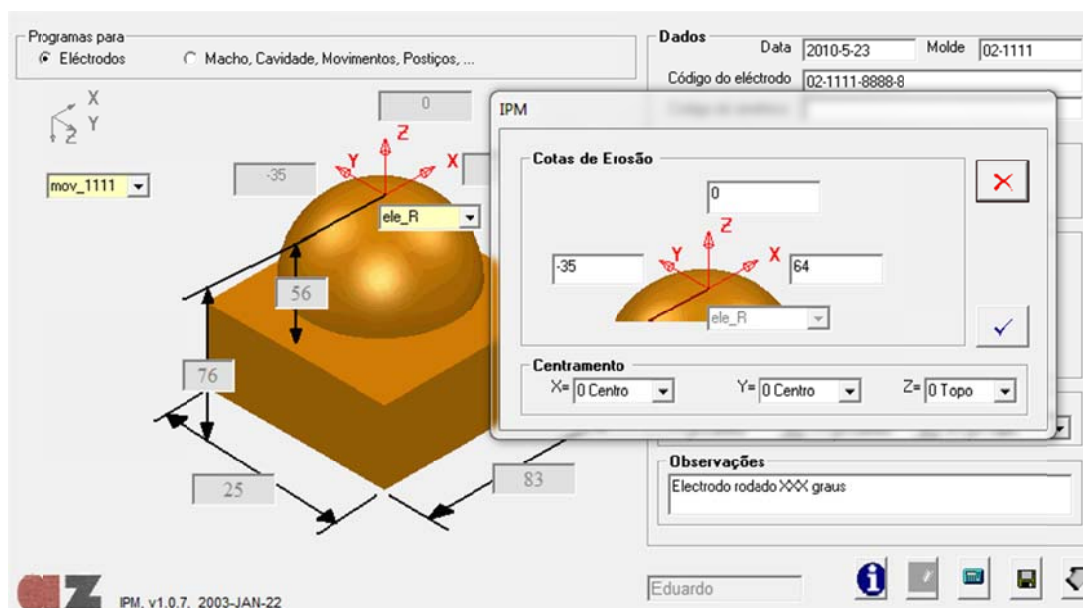 Programas para
Eléctrodos
Macho, Cavidade, Movimentos, Postiços, ...
X
Y
Z
mov_1111
0
Z
Y
X
-35
ele_R
56
76
25
83
Dados
Data
2010-5-23
Molde
02-1111
Código do eléctrodo
02-1111-8888-8
IPM
Cotas de Erosão
0
Z
Y
X
-35
64
ele_R
Centramento
X= 0 Centro
Y= 0 Centro
Z= 0 Topo
Observações
Electrodo rodado XXX graus
az
IPM, v1.0.7, 2003-JAN-22
Eduardo